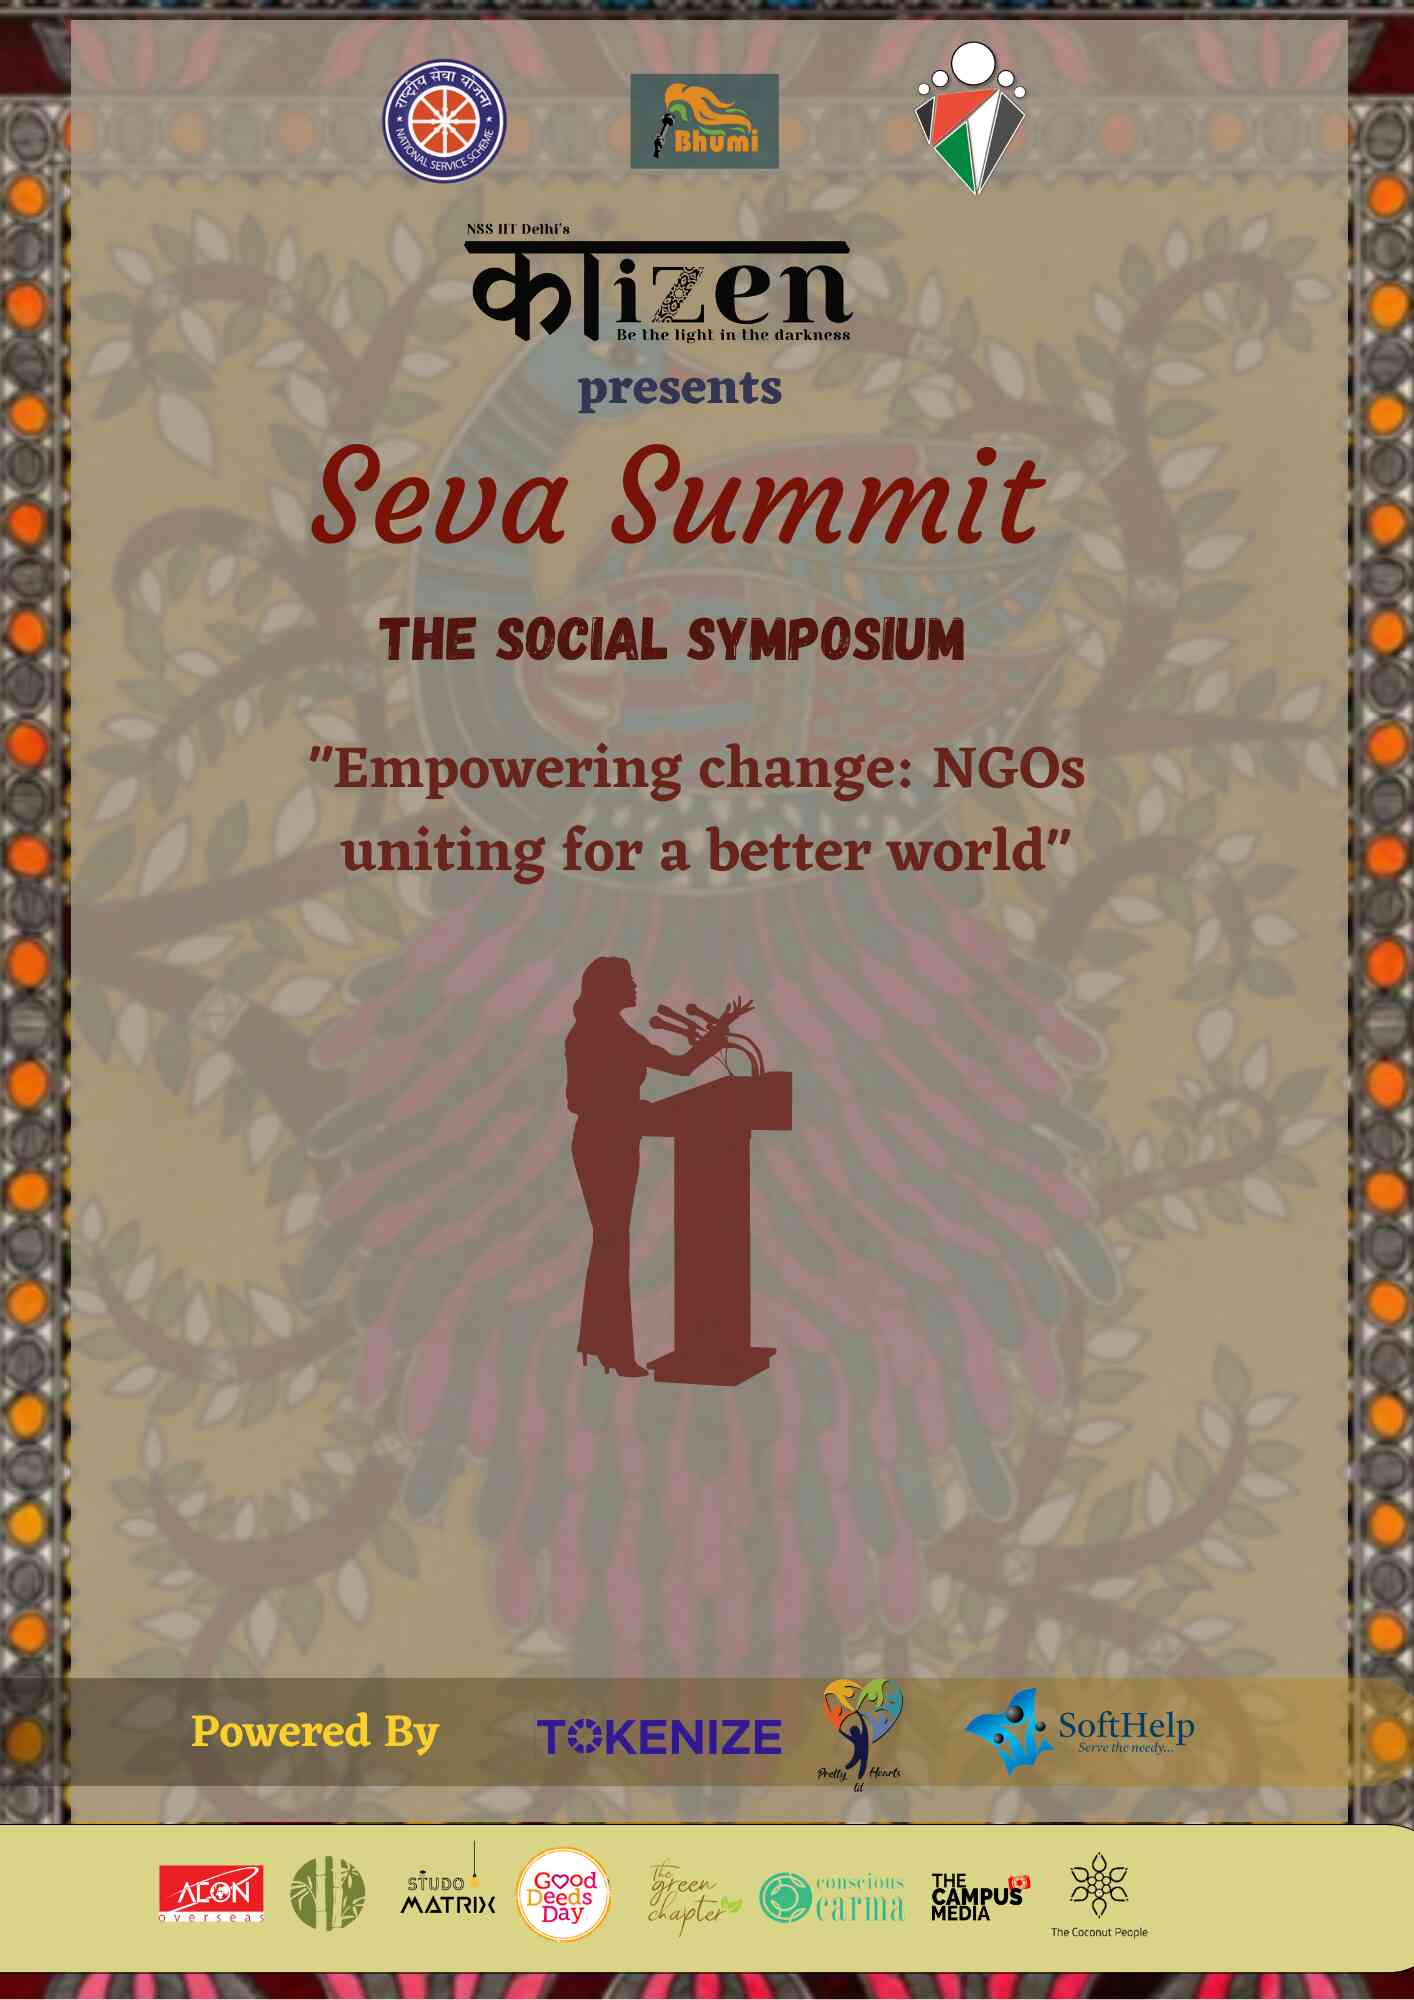 राष्ट्रीय सेवा योजना
NATIONAL SERVICE SCHEME
Bhumi
NSS IIT Delhi's
काizen
Be the light in the darkness
presents
Seva Summit
THE SOCIAL SYMPOSIUM
"Empowering change: NGOs
uniting for a better world"
Powered By
TOKENIZE
Pretty lil Hearts
SoftHelp
Serve the needy...
AEON
overseas
STUDO
MATRIX
Good
Deeds
Day
the
green
chapter
conscious
carma
THE
CAMPUS
MEDIA
The Coconut People